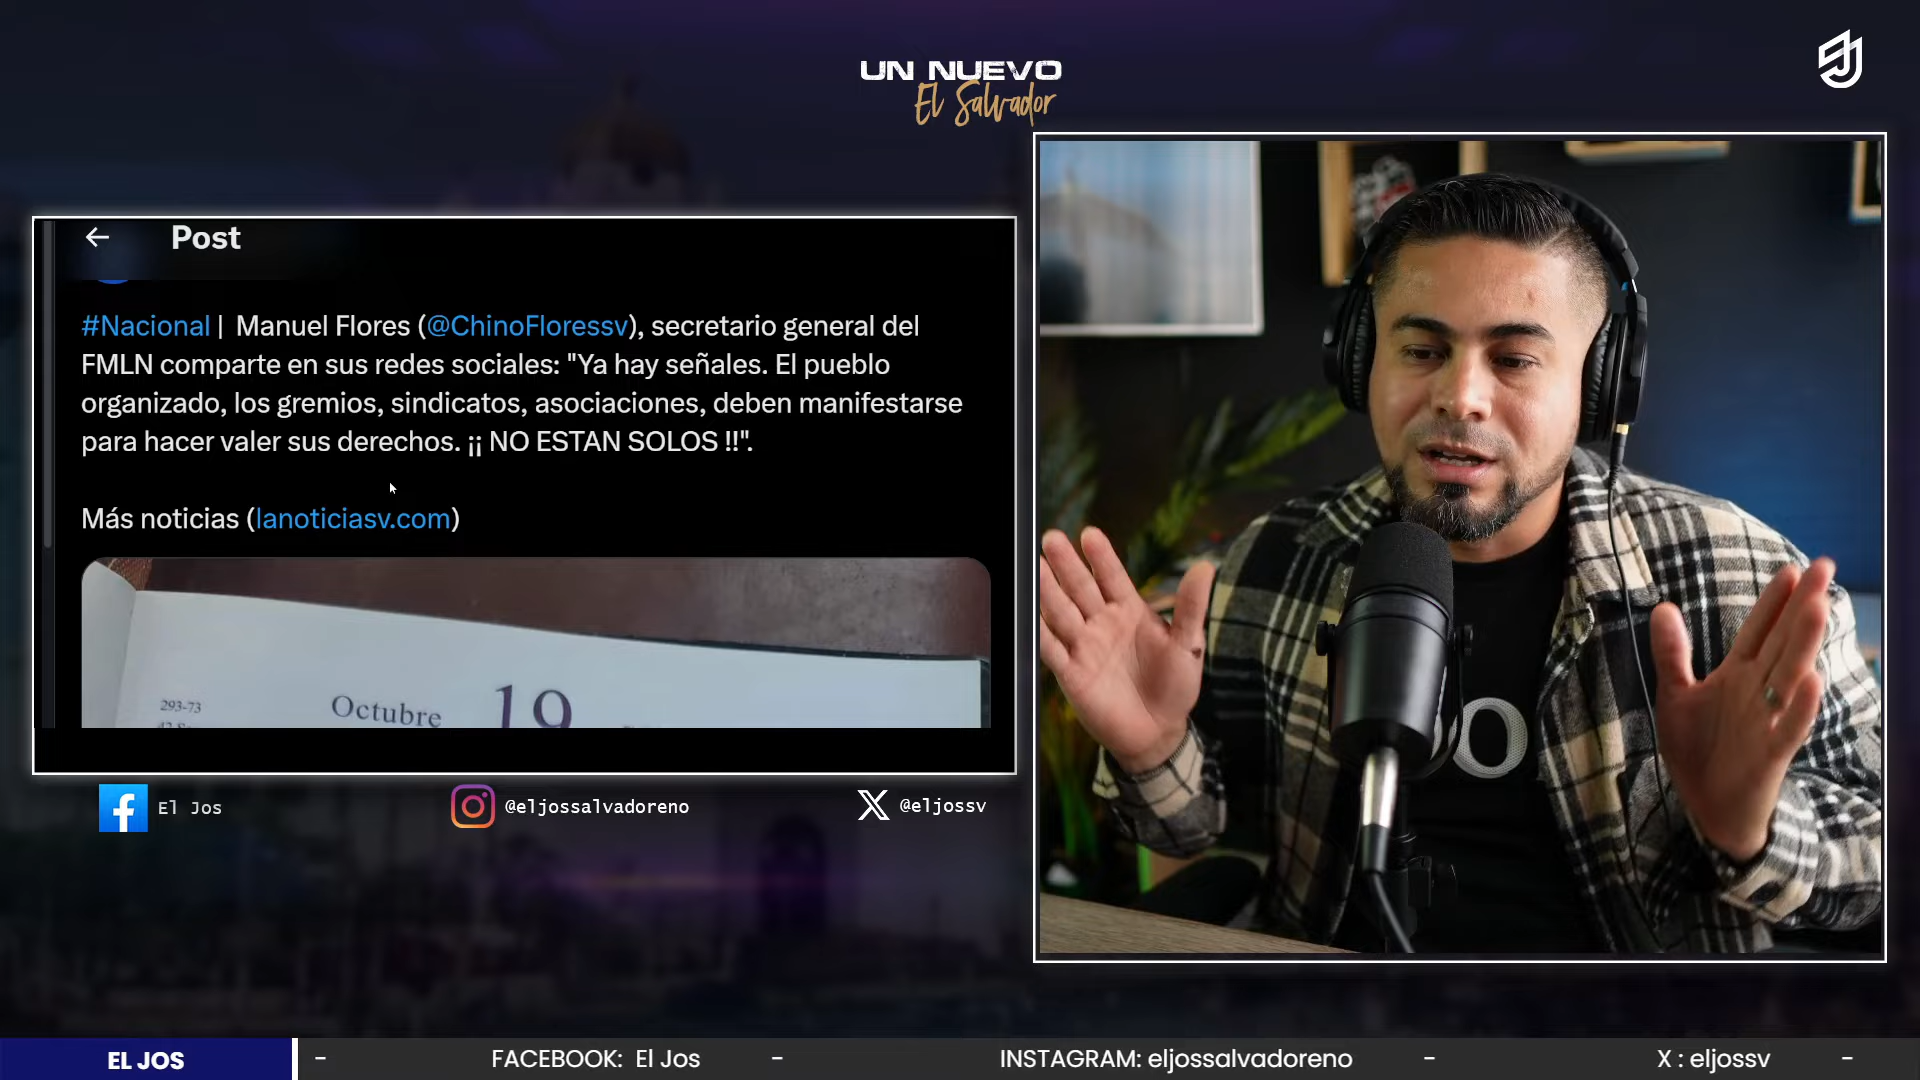 UN NUEVO
El Salvador
Post
#Nacional | Manuel Flores (@ChinoFloressv), secretario general del
FMLN comparte en sus redes sociales: "Ya hay señales. El pueblo
organizado, los gremios, sindicatos, asociaciones, deben manifestarse
para hacer valer sus derechos. ¡¡ NO ESTAN SOLOS !!".
Más noticias (lanoticiasv.com)
293-73
Octubre 19
El Jos
@eljossalvadoreno
@eljossv
EL JOS
- FACEBOOK: El Jos - INSTAGRAM: eljossalvadoreno - X : eljossv -